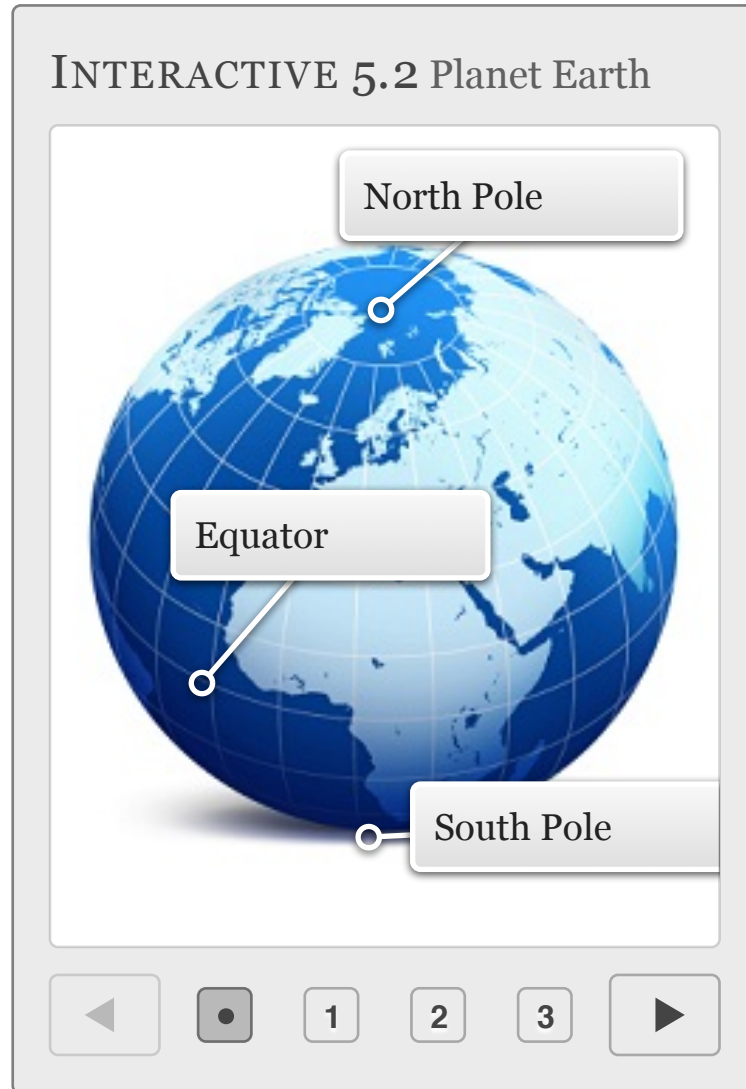 INTERACTIVE 5.2 Planet Earth
North Pole
Equator
South Pole
1 2 3